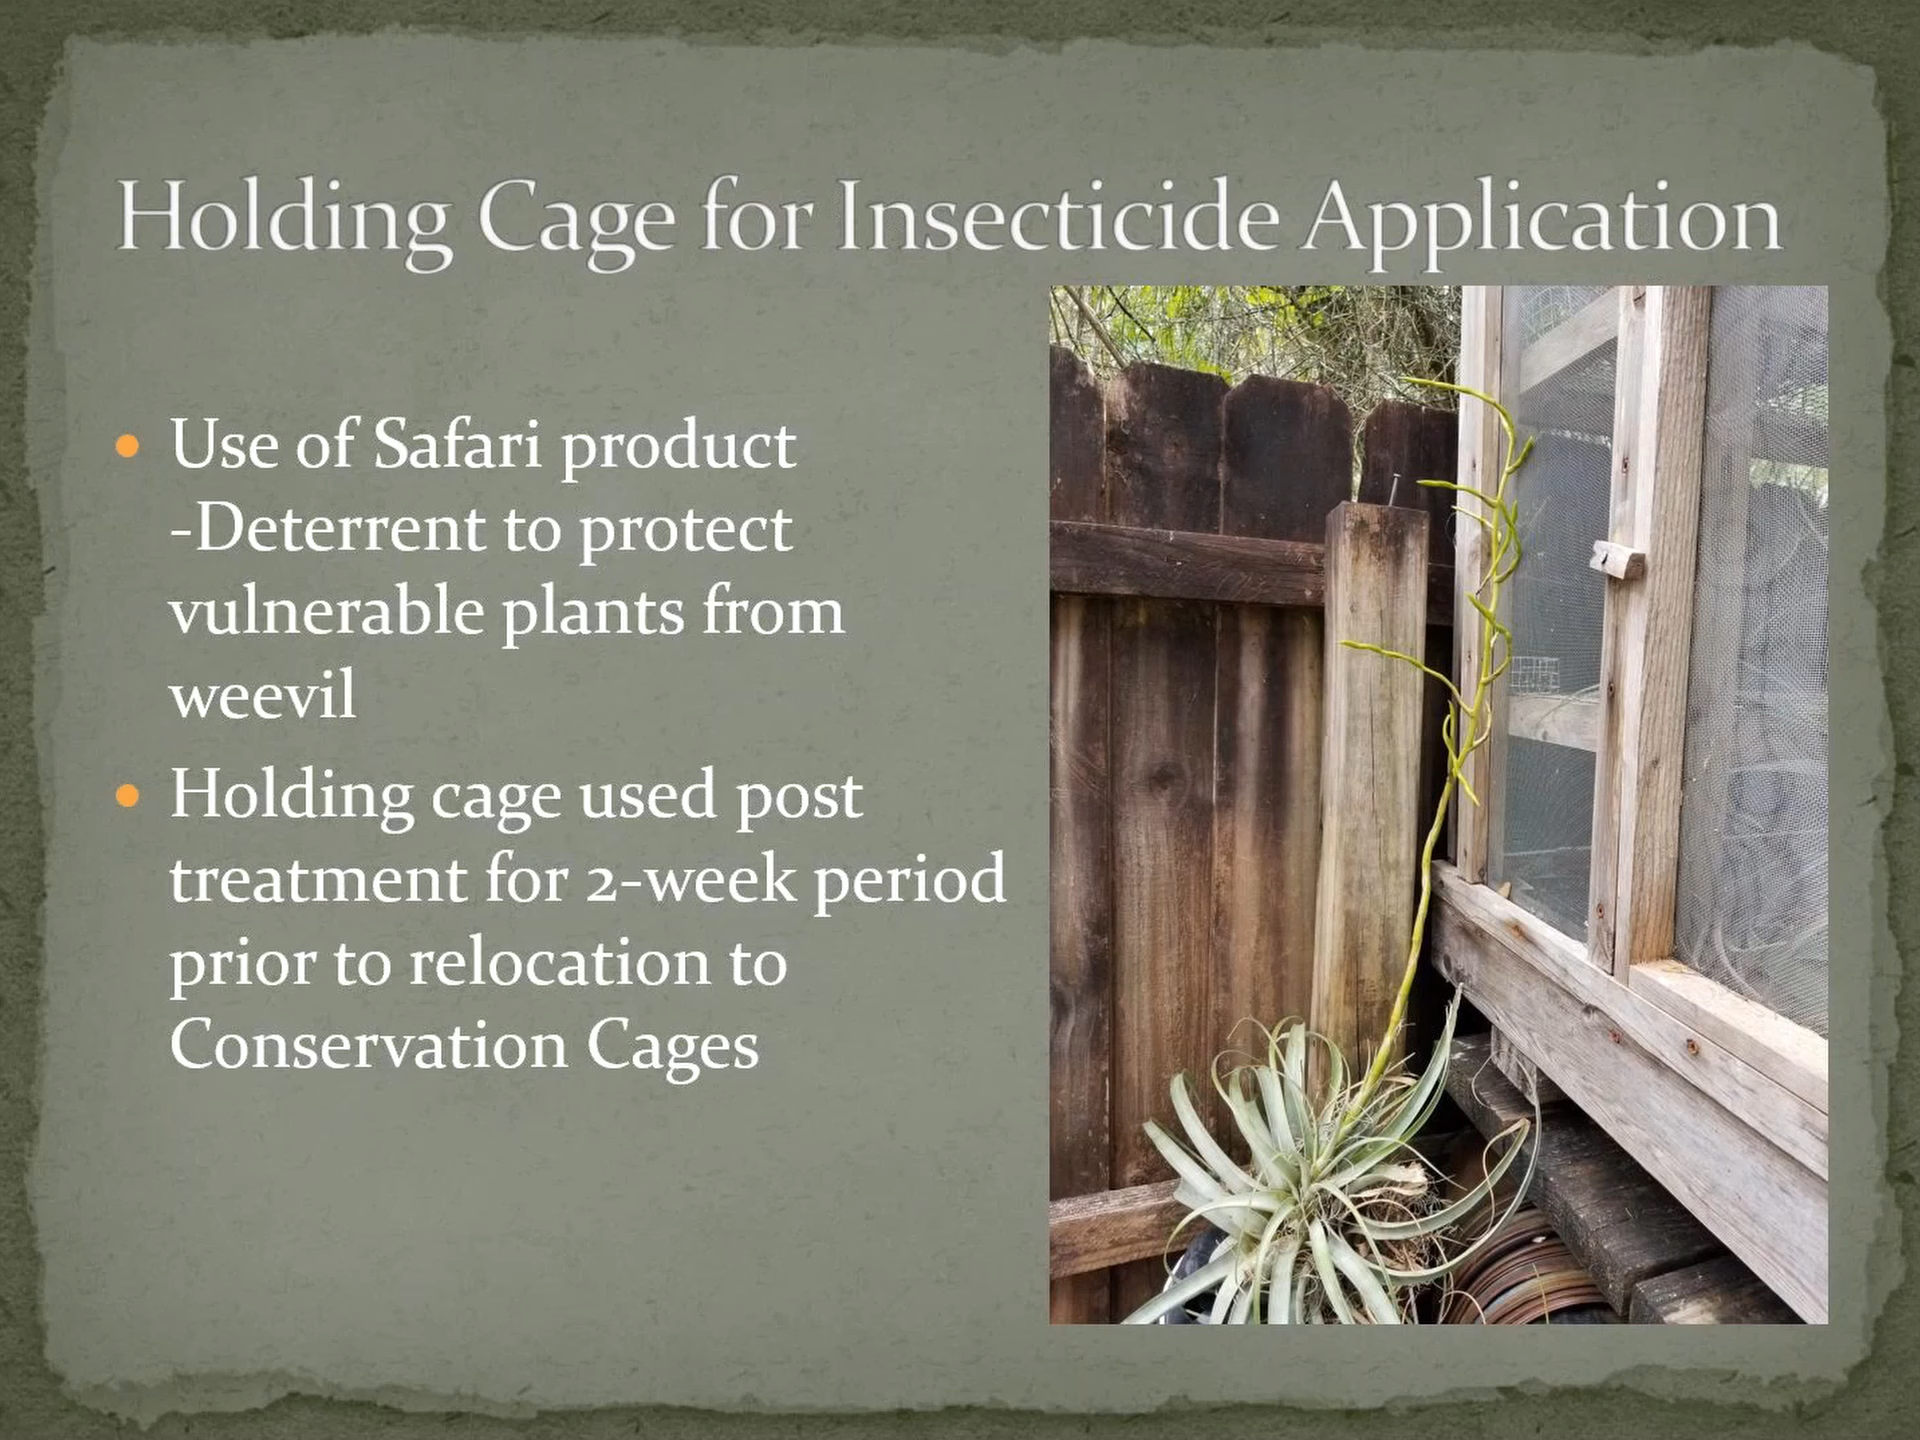 Holding Cage for Insecticide Application
Use of Safari product
-Deterrent to protect
vulnerable plants from
weevil
Holding cage used post
treatment for 2-week period
prior to relocation to
Conservation Cages